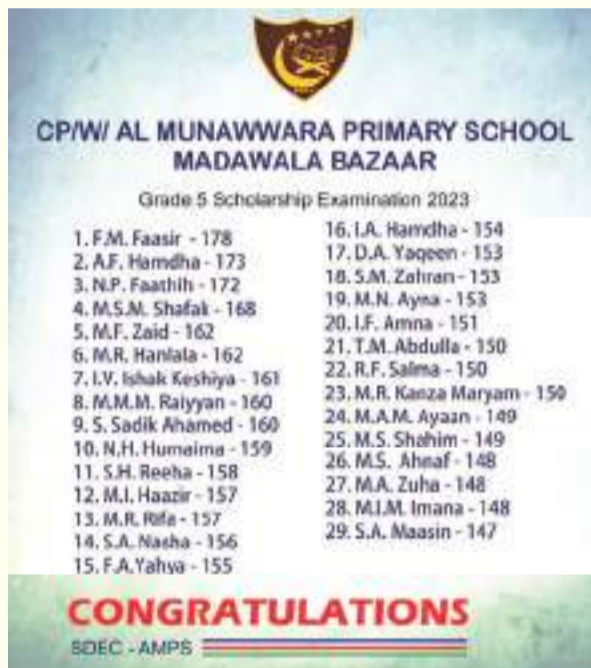 CP/W/ AL MUNAWWARA PRIMARY SCHOOL
MADAWALA BAZAAR
Grade 5 Scholarship Examination 2023
1. F.M. Faasir - 178
2. A.F. Hamdha - 173
3. N.P. Faathih - 172
4. M.S.M. Shafak - 168
5. M.F. Zaid - 162
6. M.R. Hanlala - 162
7. I.V. Ishak Keshiya - 161
8. M.M.M. Raiyyan - 160
9. S. Sadik Ahamed - 160
10. N.H. Humaima - 159
11. S.H. Reeha - 158
12. M.I. Haazir - 157
13. M.R. Rifa - 157
14. S.A. Nasha - 156
15. F.A.Yahya - 155
16. I.A. Hamdha - 154
17. D.A. Yaqeen - 153
18. S.M. Zahran - 153
19. M.N. Ayna - 153
20. I.F. Amna - 151
21. T.M. Abdulla - 150
22. R.F. Salma - 150
23. M.R. Kanza Maryam - 150
24. M.A.M. Ayaan - 149
25. M.S. Shahim - 149
26. M.S. Ahnaf - 148
27. M.A. Zuha - 148
28. M.I.M. Imana - 148
29. S.A. Maasin - 147
CONGRATULATIONS
SDEC - AMPS